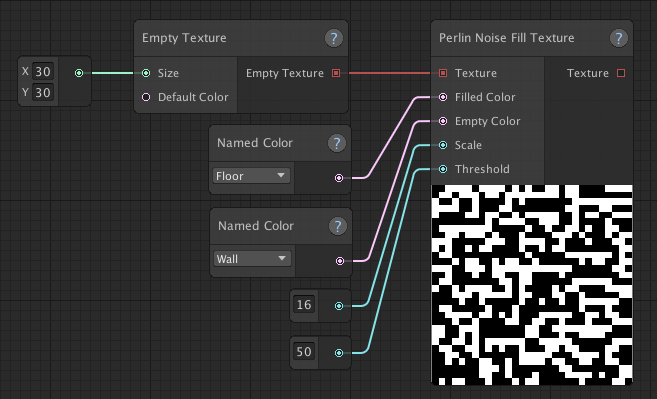 Empty Texture ?
X 30
Y 30
Size
Default Color
Empty Texture
Named Color ?
Floor
Named Color ?
Wall
16
50
Perlin Noise Fill Texture ?
Texture
Texture
Filled Color
Empty Color
Scale
Threshold